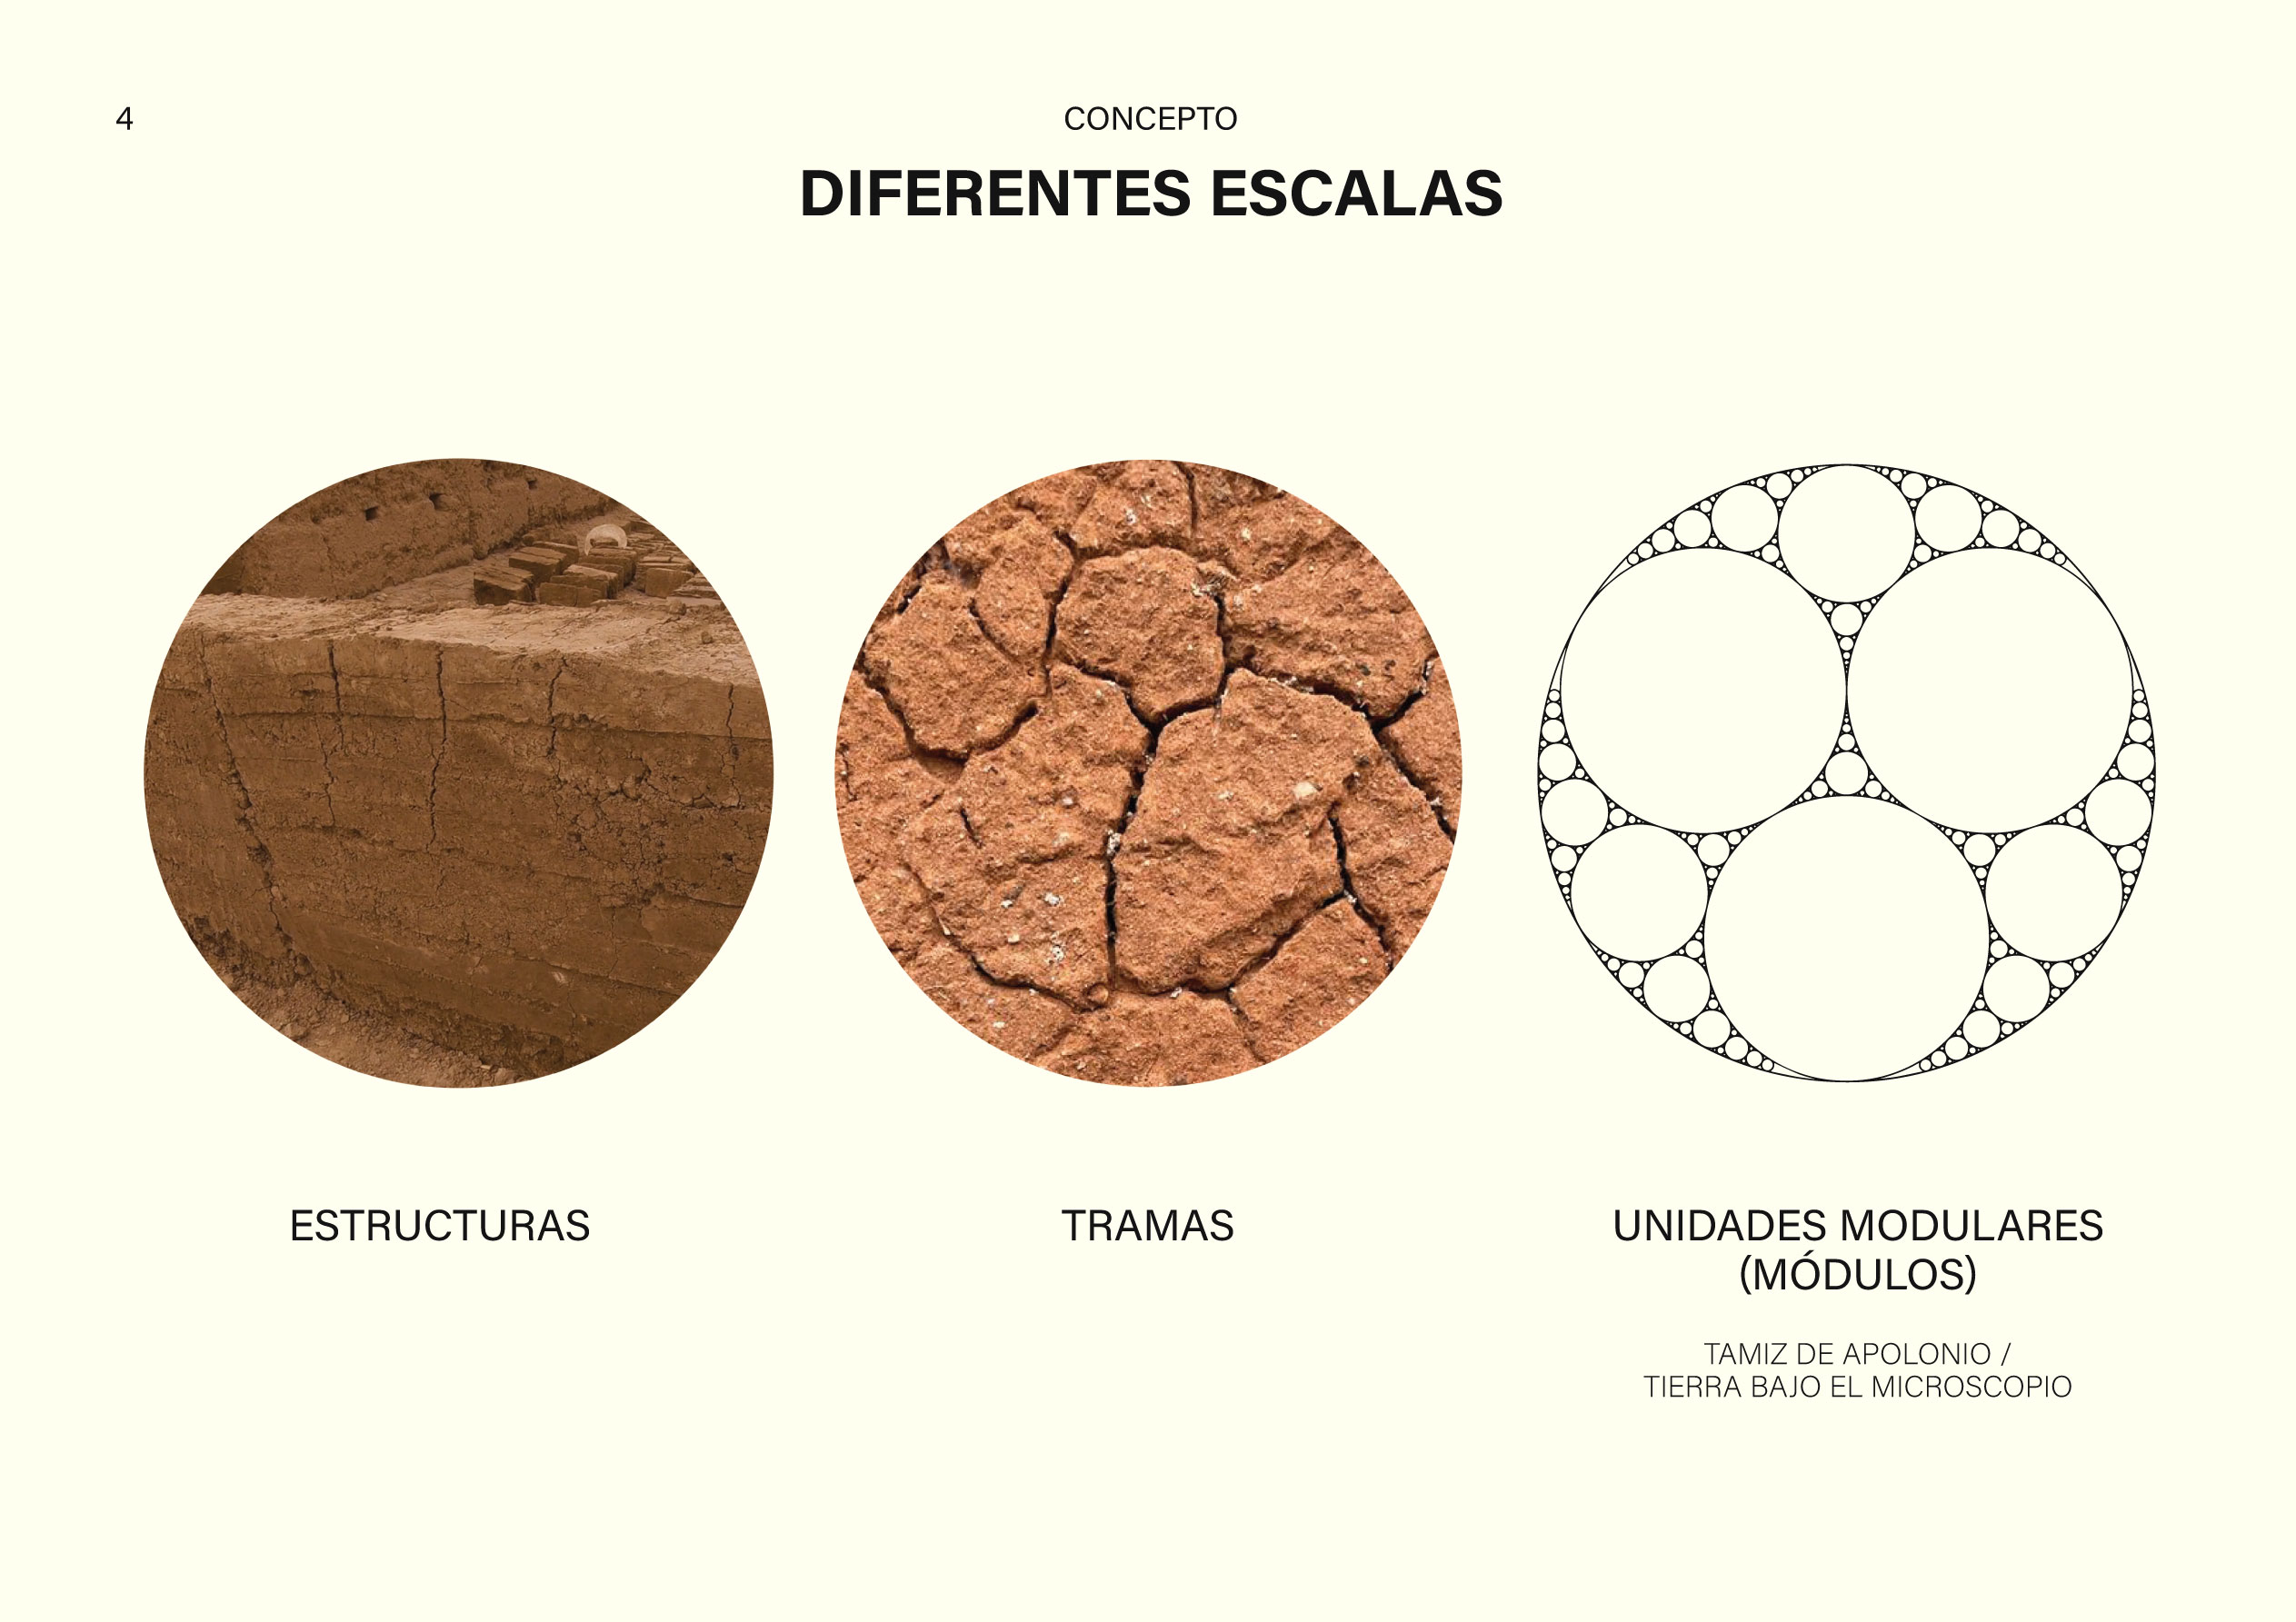 4
CONCEPTO
DIFERENTES ESCALAS
ESTRUCTURAS
TRAMAS
UNIDADES MODULARES
(MÓDULOS)
TAMIZ DE APOLONIO /
TIERRA BAJO EL MICROSCOPIO